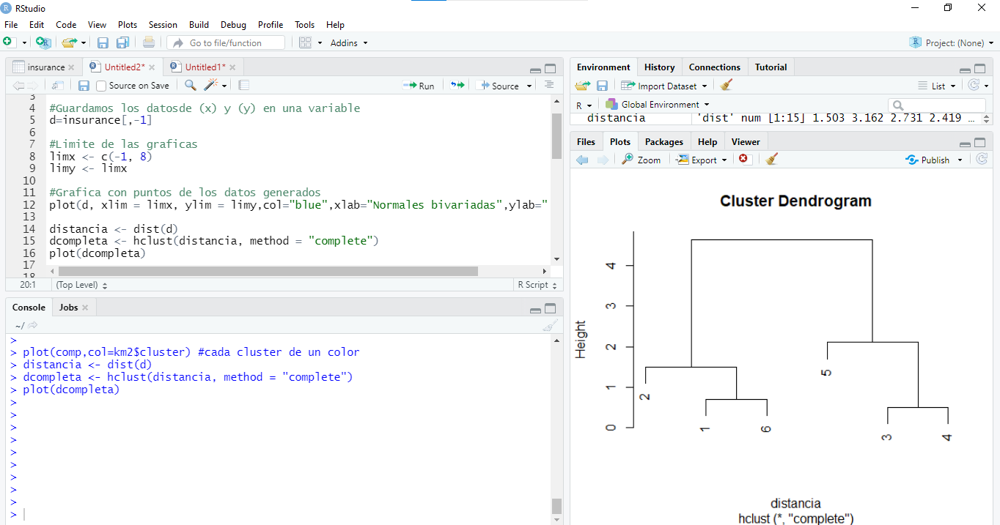 RStudio
File Edit Code View Plots Session Build Debug Profile Tools Help
Go to file/function Addins Project: (None)
insurance Untitled2* Untitled1*
Source on Save Run Source
3
4 #Guardamos los datosde (x) y (y) en una variable
5 d=insurance[,-1]
6
7 #Limite de las graficas
8 limx <- c(-1, 8)
9 limy <- limx
10
11 #Grafica con puntos de los datos generados
12 plot(d, xlim = limx, ylim = limy,col="blue",xlab="Normales bivariadas",ylab="
13
14 distancia <- dist(d)
15 dcompleta <- hclust(distancia, method = "complete")
16 plot(dcompleta)
17
18
20:1 (Top Level) R Script
Console Jobs
~/
>
> plot(comp,col=km2$cluster) #cada cluster de un color
> distancia <- dist(d)
> dcompleta <- hclust(distancia, method = "complete")
> plot(dcompleta)
>
>
>
>
>
>
>
>
>
>
Environment History Connections Tutorial
Import Dataset List
R Global Environment
distancia 'dist' num [1:15] 1.503 3.162 2.731 2.419 ...
Files Plots Packages Help Viewer
Zoom Export Publish
Cluster Dendrogram
Height
0 1 2 3 4
2 1 6 5 3 4
distancia
hclust (*, "complete")